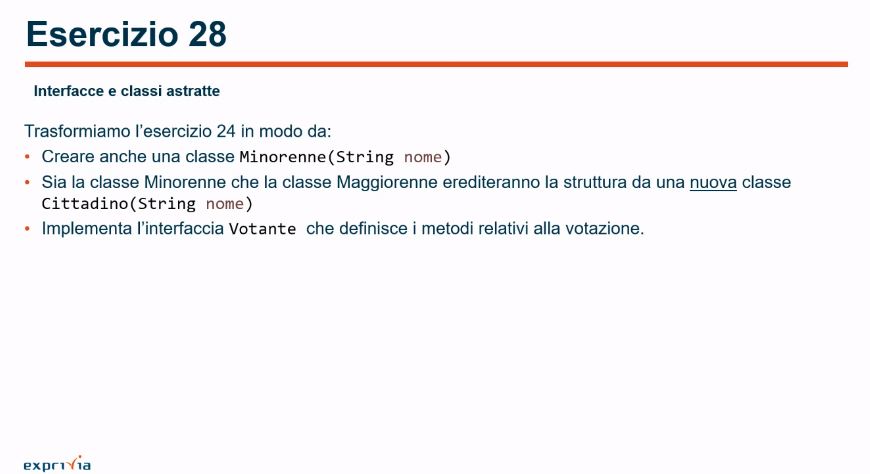 Esercizio 28
Interfacce e classi astratte
Trasformiamo l'esercizio 24 in modo da:
• Creare anche una classe Minorenne(String nome)
• Sia la classe Minorenne che la classe Maggiorenne erediteranno la struttura da una nuova classe
Cittadino(String nome)
• Implementa l'interfaccia Votante che definisce i metodi relativi alla votazione.
exprivia